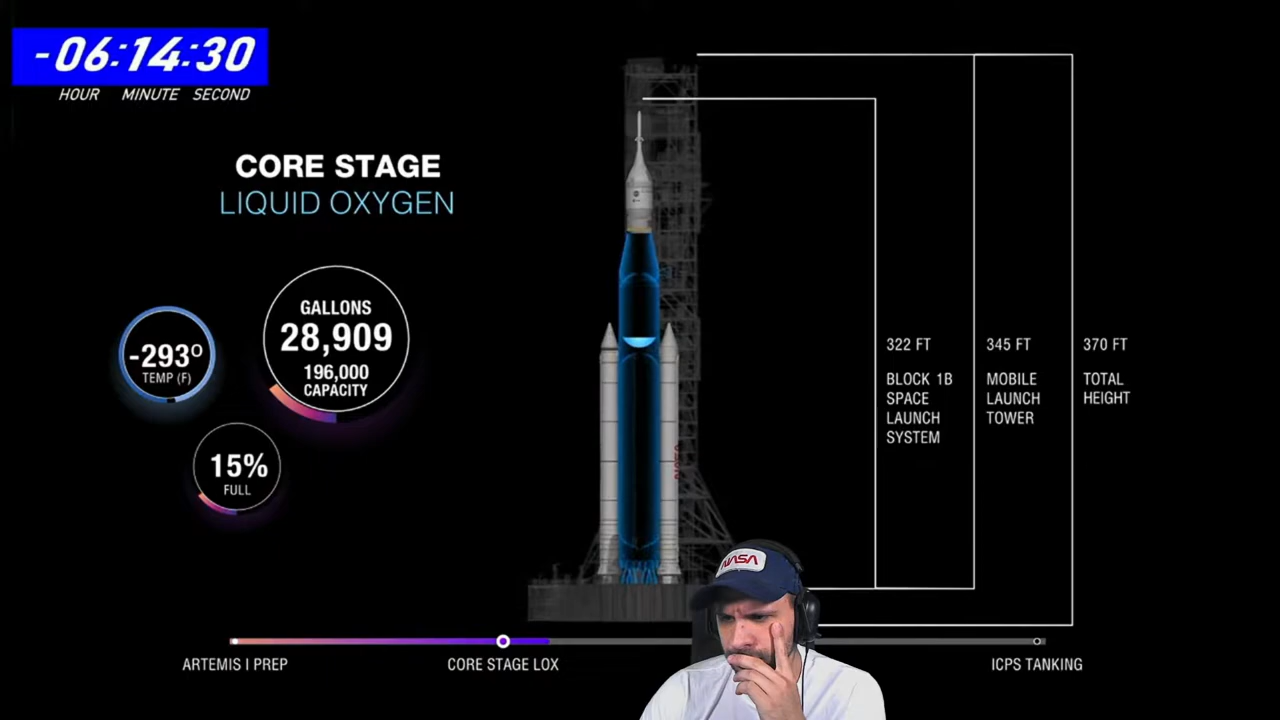 -06:14:30
HOUR MINUTE SECOND
CORE STAGE
LIQUID OXYGEN
GALLONS
28,909
196,000
CAPACITY
-293º
TEMP (F)
15%
FULL
322 FT
BLOCK 1B
SPACE
LAUNCH
SYSTEM
345 FT
MOBILE
LAUNCH
TOWER
370 FT
TOTAL
HEIGHT
NASA
ARTEMIS I PREP
CORE STAGE LOX
ICPS TANKING